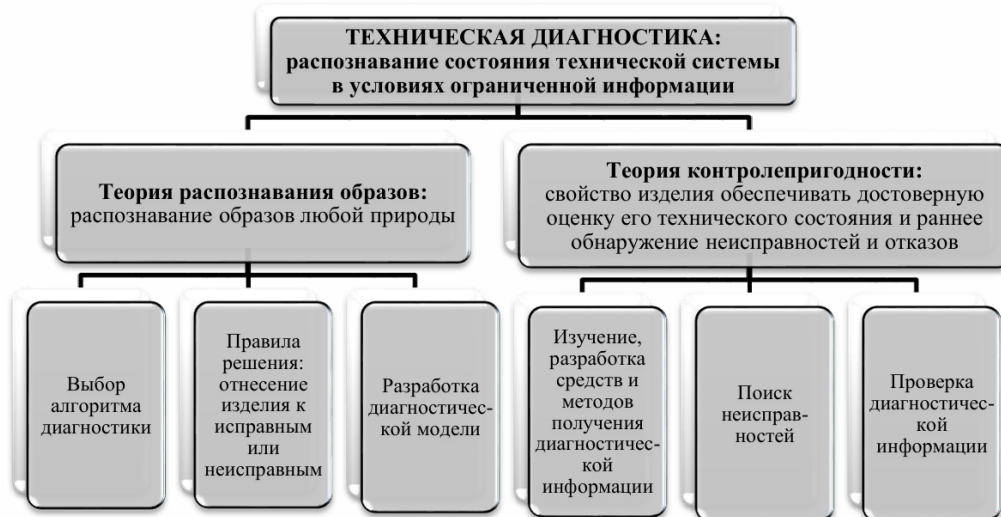 ТЕХНИЧЕСКАЯ ДИАГНОСТИКА:
распознавание состояния технической системы
в условиях ограниченной информации
Теория распознавания образов:
распознавание образов любой природы
Теория контролепригодности:
свойство изделия обеспечивать достоверную
оценку его технического состояния и раннее
обнаружение неисправностей и отказов
Выбор
алгоритма
диагностики
Правила
решения:
отнесение
изделия к
исправным
или
неисправным
Разработка
диагностичес-
кой модели
Изучение,
разработка
средств и
методов
получения
диагностичес-
кой
информации
Поиск
неисправ-
ностей
Проверка
диагностичес-
кой
информации